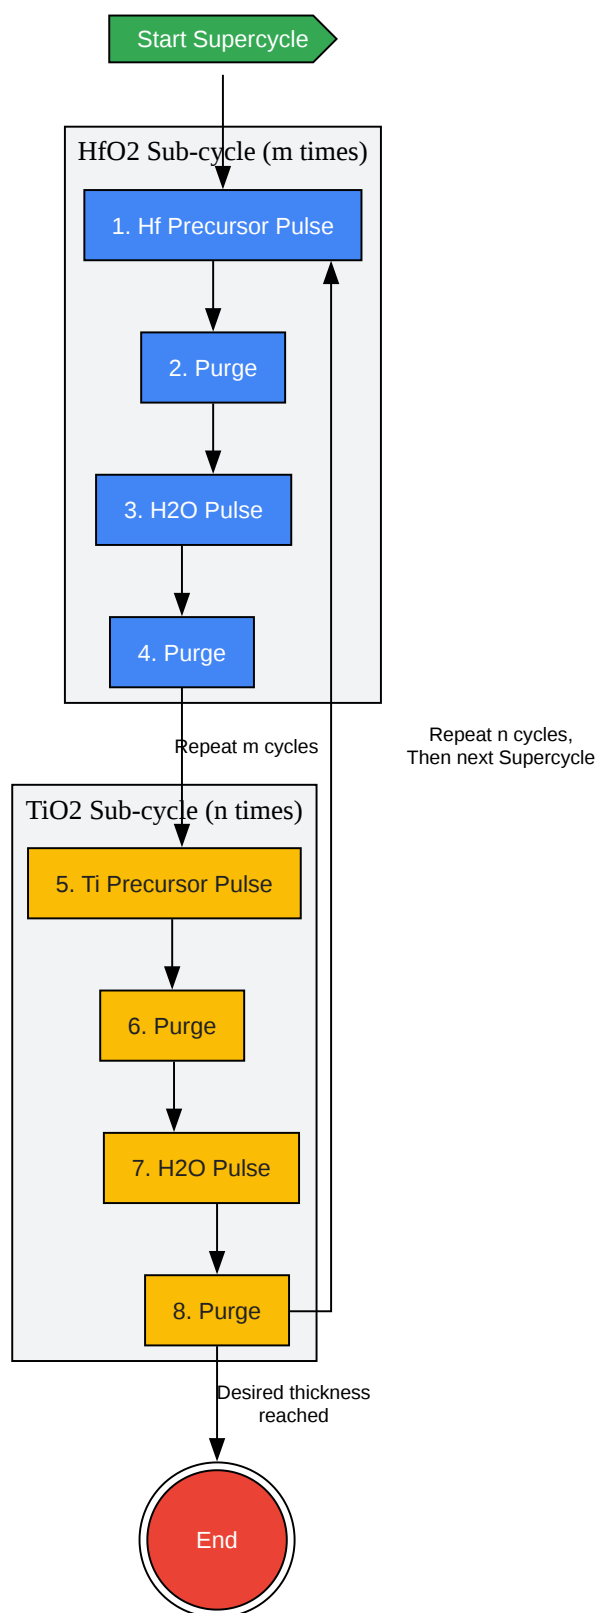 Start Supercycle
HfO2 Sub-cycle (m times)
1. Hf Precursor Pulse
2. Purge
3. H2O Pulse
4. Purge
Repeat m cycles
Repeat n cycles,
Then next Supercycle
TiO2 Sub-cycle (n times)
5. Ti Precursor Pulse
6. Purge
7. H2O Pulse
8. Purge
Desired thickness
reached
End